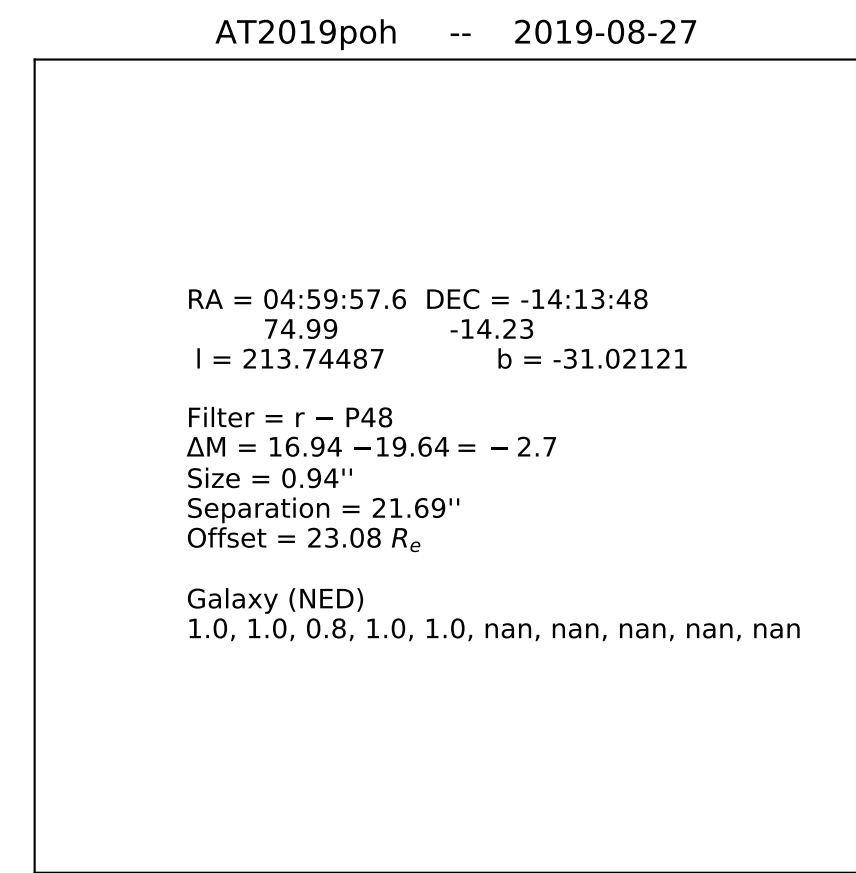 AT2019poh -- 2019-08-27
RA = 04:59:57.6 DEC = -14:13:48
74.99 -14.23
l = 213.74487 b = -31.02121
Filter = r − P48
ΔM = 16.94 −19.64 = − 2.7
Size = 0.94''
Separation = 21.69''
Offset = 23.08 Rₑ
Galaxy (NED)
1.0, 1.0, 0.8, 1.0, 1.0, nan, nan, nan, nan, nan